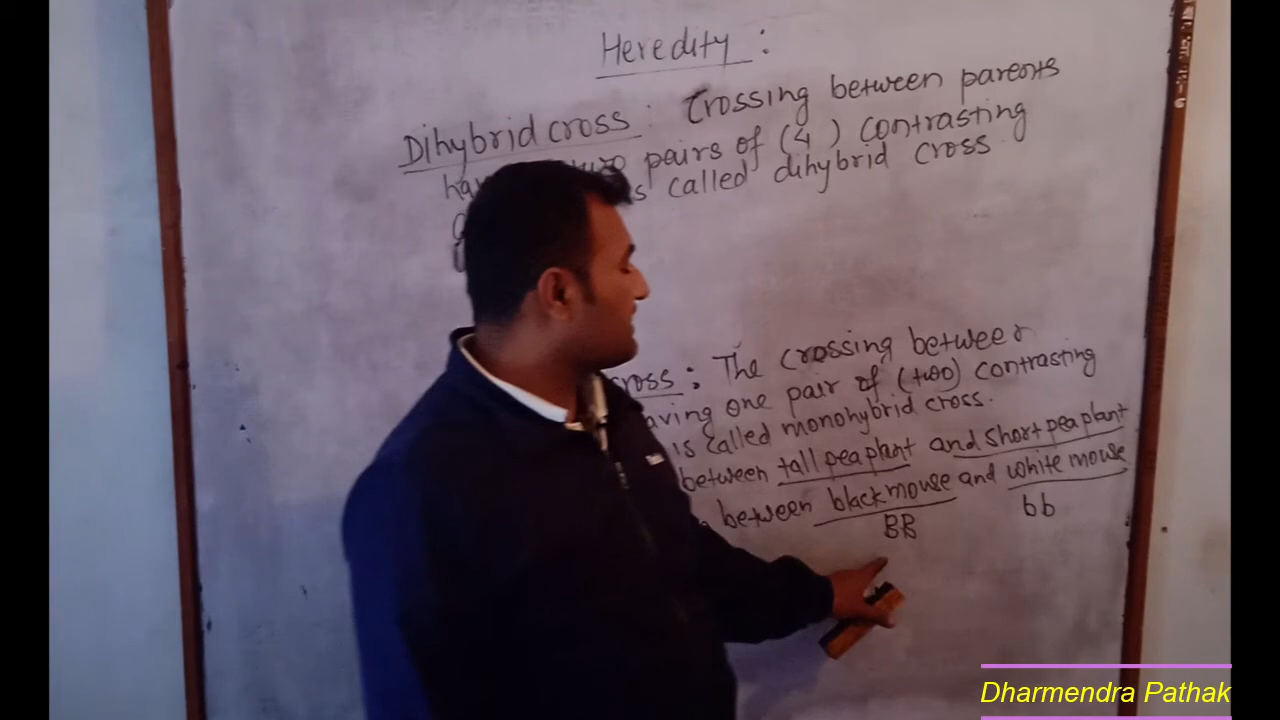 Heredity :
Dihybrid cross : Crossing between parents
pairs of (4) contrasting
is called dihybrid cross
cross : The crossing between
having one pair of (two) contrasting
is called monohybrid cross.
between tall pea plant and short pea plant
between black mouse and white mouse
BB bb
Dharmendra Pathak